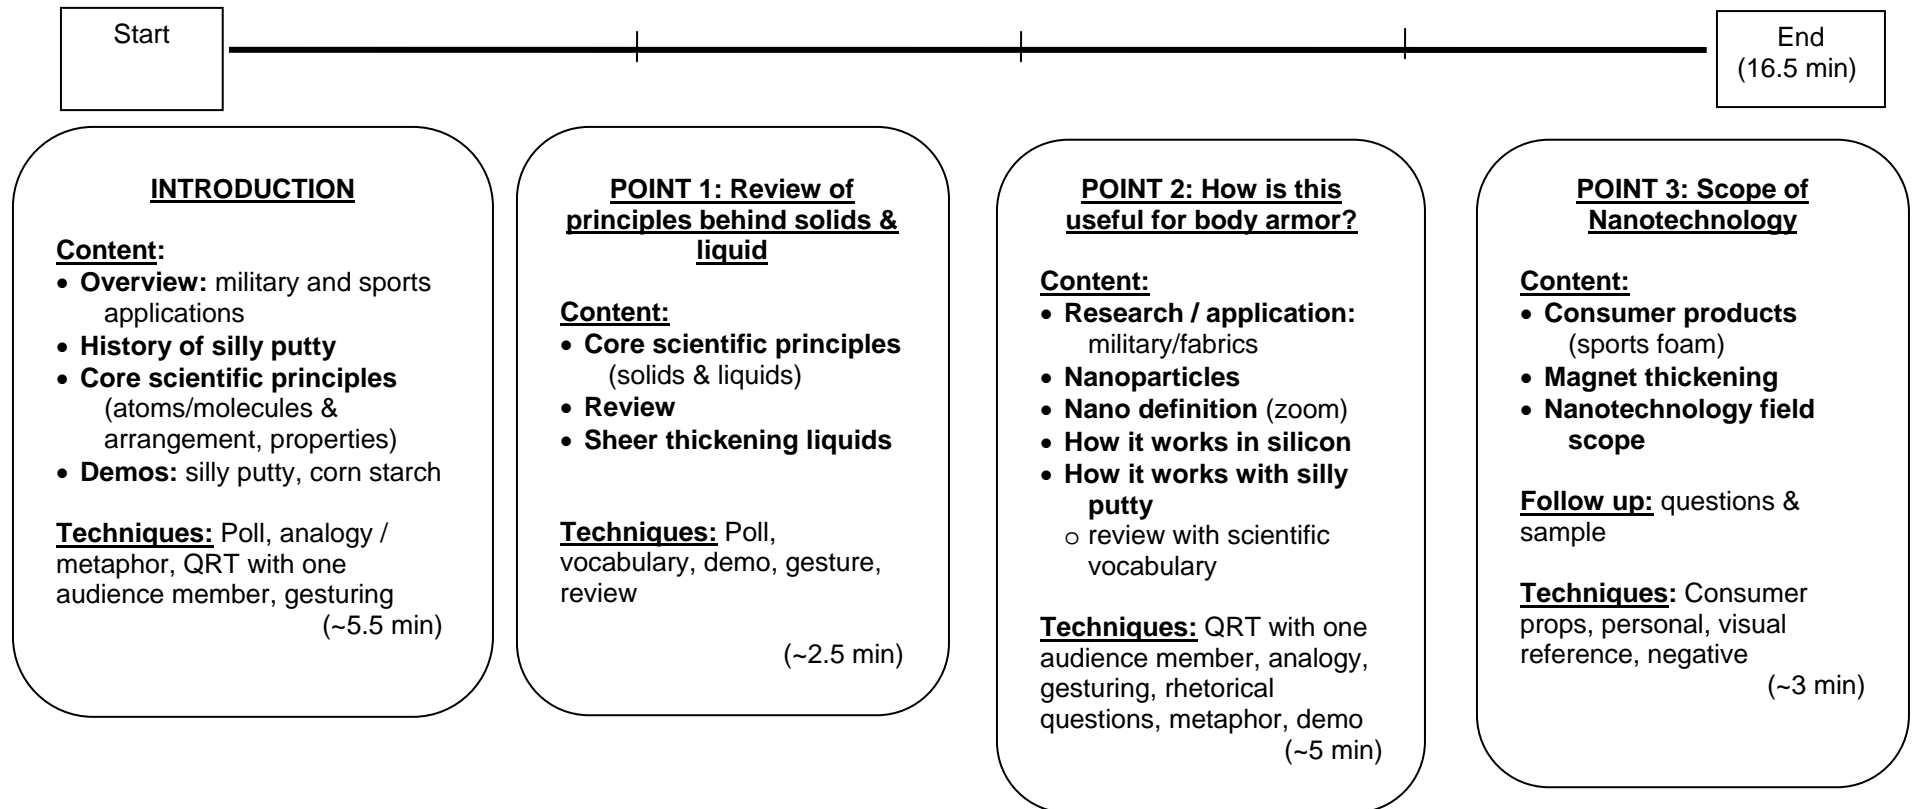 Start
End
(16.5 min)
INTRODUCTION
Content:
• Overview: military and sports
applications
• History of silly putty
• Core scientific principles
(atoms/molecules &
arrangement, properties)
• Demos: silly putty, corn starch
Techniques: Poll, analogy /
metaphor, QRT with one
audience member, gesturing
(~5.5 min)
POINT 1: Review of
principles behind solids &
liquid
Content:
• Core scientific principles
(solids & liquids)
• Review
• Sheer thickening liquids
Techniques: Poll,
vocabulary, demo, gesture,
review
(~2.5 min)
POINT 2: How is this
useful for body armor?
Content:
• Research / application:
military/fabrics
• Nanoparticles
• Nano definition (zoom)
• How it works in silicon
• How it works with silly
putty
o review with scientific
vocabulary
Techniques: QRT with one
audience member, analogy,
gesturing, rhetorical
questions, metaphor, demo
(~5 min)
POINT 3: Scope of
Nanotechnology
Content:
• Consumer products
(sports foam)
• Magnet thickening
• Nanotechnology field
scope
Follow up: questions &
sample
Techniques: Consumer
props, personal, visual
reference, negative
(~3 min)